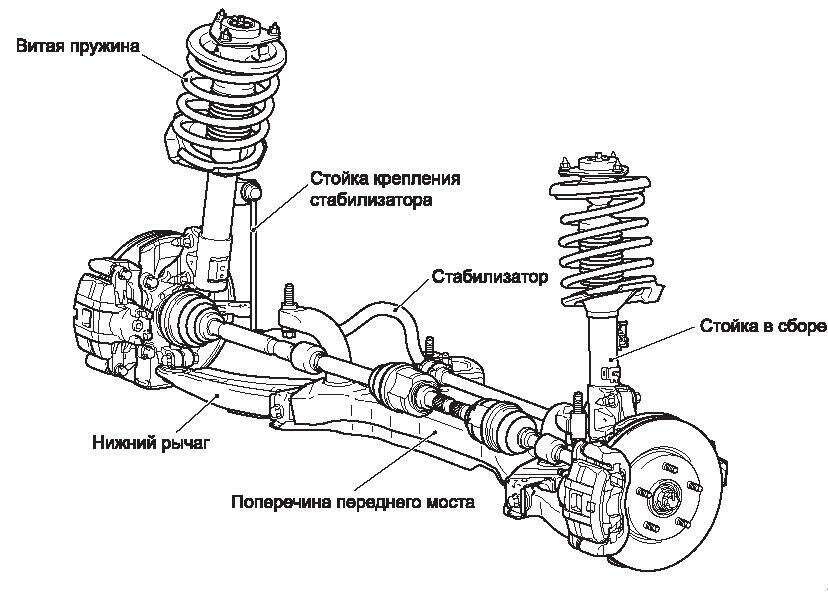 Витая пружина
Стойка крепления
стабилизатора
Стабилизатор
Стойка в сборе
Нижний рычаг
Поперечина переднего моста